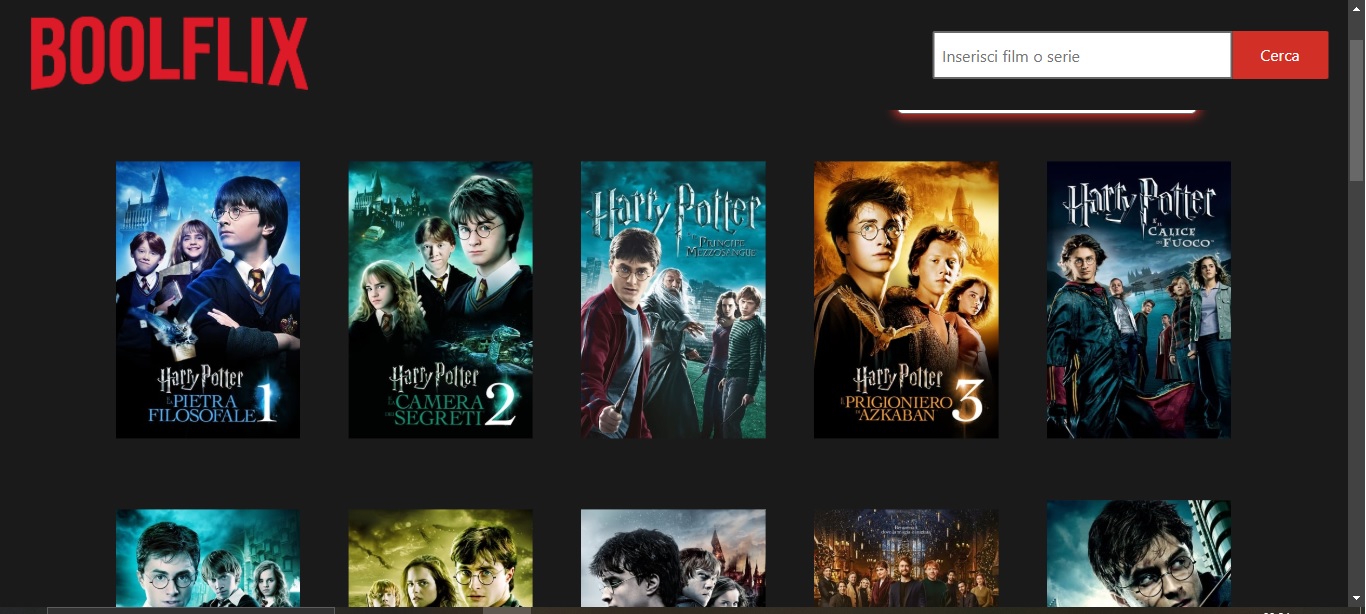 BOOLFLIX
Inserisci film o serie
Cerca
Harry Potter
E LA PIETRA
FILOSOFALE 1
Harry Potter
E LA CAMERA
DEI SEGRETI 2
Harry Potter
E IL PRINCIPE
MEZZOSANGUE
Harry Potter
E IL PRIGIONIERO
DI AZKABAN 3
Harry Potter
E IL
CALICE
DI FUOCO